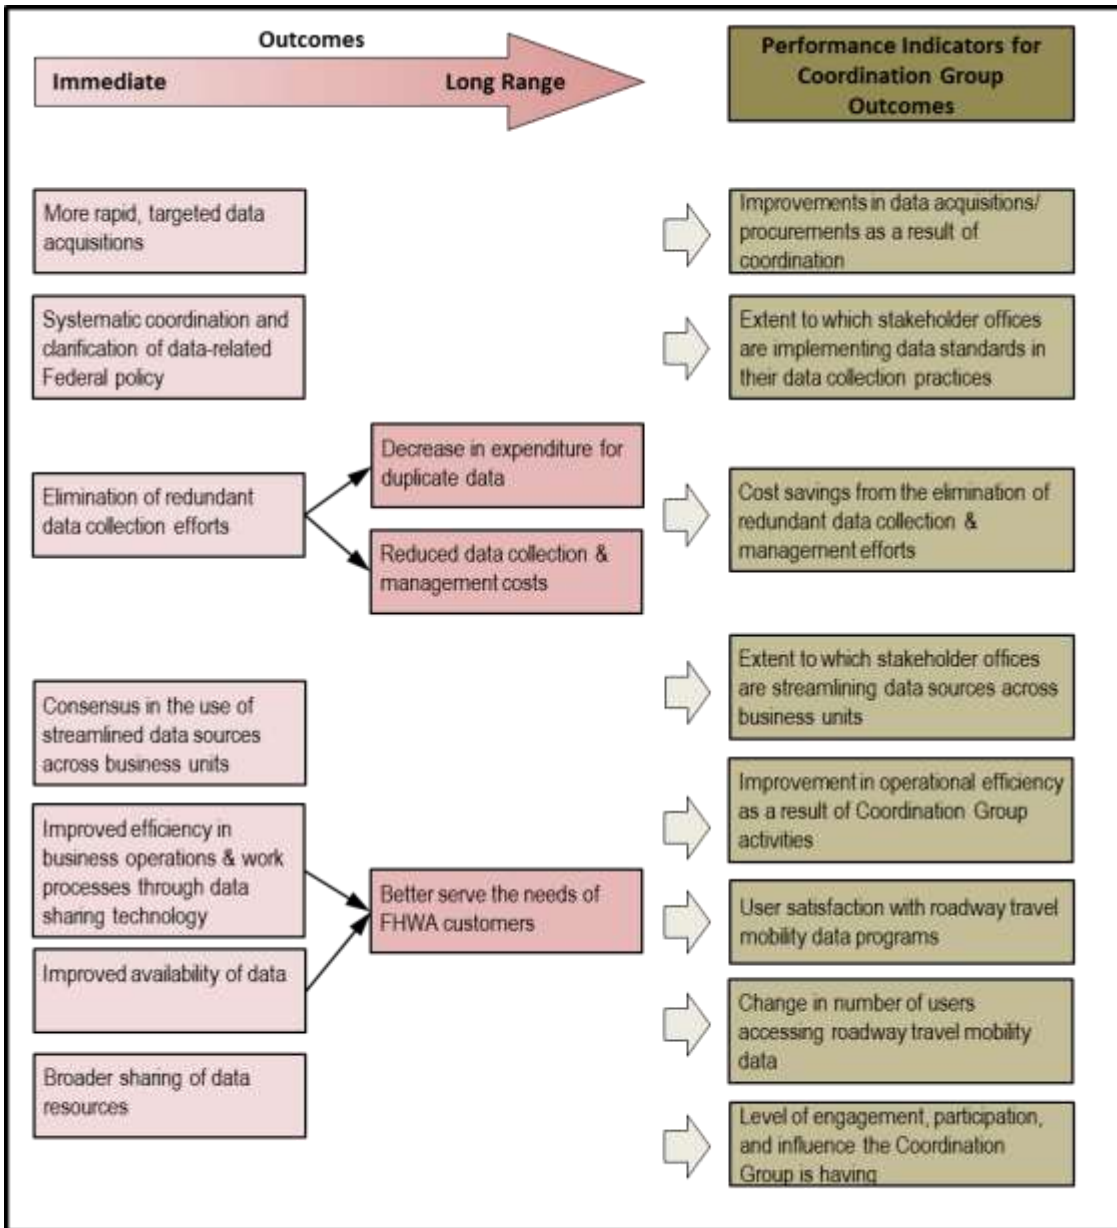 Outcomes
Immediate
Long Range
Performance Indicators for
Coordination Group
Outcomes
More rapid, targeted data
acquisitions
Improvements in data acquisitions/
procurements as a result of
coordination
Systematic coordination and
clarification of data-related
Federal policy
Extent to which stakeholder offices
are implementing data standards in
their data collection practices
Elimination of redundant
data collection efforts
Decrease in expenditure for
duplicate data
Reduced data collection &
management costs
Cost savings from the elimination of
redundant data collection &
management efforts
Consensus in the use of
streamlined data sources
across business units
Extent to which stakeholder offices
are streamlining data sources across
business units
Improved efficiency in
business operations & work
processes through data
sharing technology
Improvement in operational efficiency
as a result of Coordination Group
activities
Better serve the needs of
FHWA customers
User satisfaction with roadway travel
mobility data programs
Improved availability of data
Change in number of users
accessing roadway travel mobility
data
Broader sharing of data
resources
Level of engagement, participation,
and influence the Coordination
Group is having